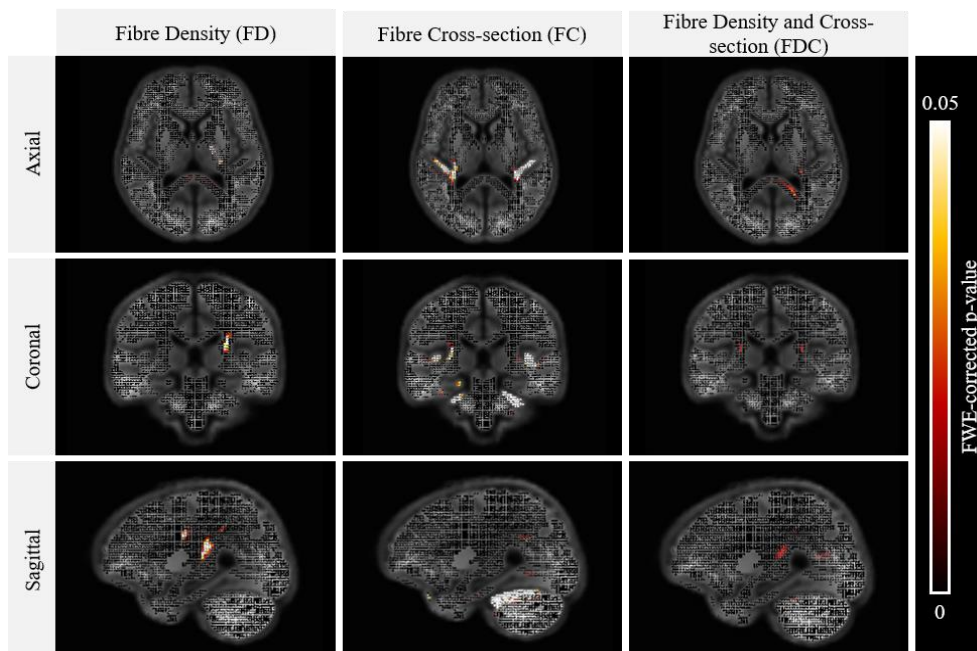 Fibre Density (FD)
Fibre Cross-section (FC)
Fibre Density and Cross-
section (FDC)
Axial
Coronal
Sagittal
0.05
FWE-corrected p-value
0